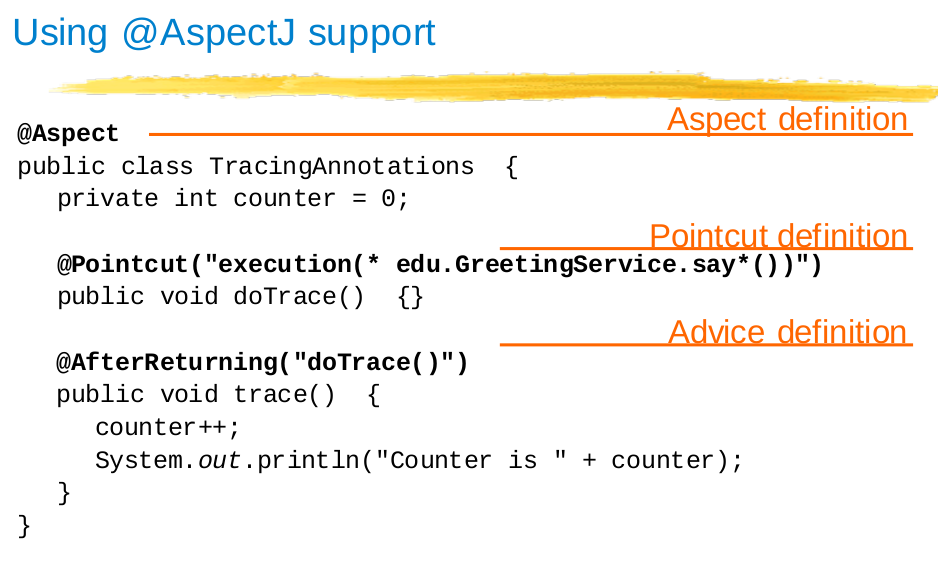 Using @AspectJ support
Aspect definition
@Aspect
public class TracingAnnotations {
private int counter = 0;
Pointcut definition
@Pointcut("execution(* edu.GreetingService.say*())")
public void doTrace() {}
Advice definition
@AfterReturning("doTrace()")
public void trace() {
counter++;
System.out.println("Counter is " + counter);
}
}